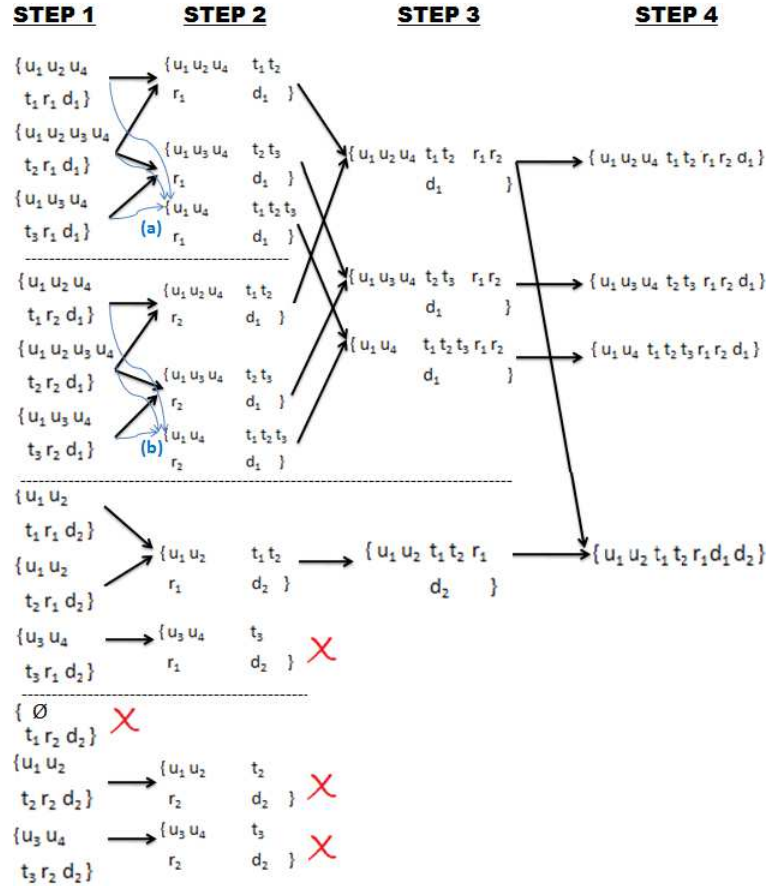 STEP 1 STEP 2 STEP 3 STEP 4
{u₁ u₂ u₄
t₁ r₁ d₁}
{u₁ u₂ u₃ u₄
t₂ r₁ d₁}
{u₁ u₃ u₄
t₃ r₁ d₁}
{u₁ u₂ u₄ t₁ t₂
r₁ d₁ }
{u₁ u₃ u₄ t₂ t₃
r₁ d₁ }
{u₁ u₄ t₁ t₂ t₃
(a) r₁ d₁ }
{u₁ u₂ u₄
t₁ r₂ d₁}
{u₁ u₂ u₃ u₄
t₂ r₂ d₁}
{u₁ u₃ u₄
t₃ r₂ d₁}
{u₁ u₂ u₄ t₁ t₂
r₂ d₁ }
{u₁ u₃ u₄ t₂ t₃
r₂ d₁ }
{u₁ u₄ t₁ t₂ t₃
(b) r₂ d₁ }
{u₁ u₂ u₄ t₁ t₂ r₁ r₂
d₁ }
{u₁ u₃ u₄ t₂ t₃ r₁ r₂
d₁ }
{u₁ u₄ t₁ t₂ t₃ r₁ r₂
d₁ }
{ u₁ u₂ u₄ t₁ t₂ r₁ r₂ d₁ }
{ u₁ u₃ u₄ t₂ t₃ r₁ r₂ d₁ }
{ u₁ u₄ t₁ t₂ t₃ r₁ r₂ d₁ }
{u₁ u₂
t₁ r₁ d₂}
{u₁ u₂
t₂ r₁ d₂}
{u₃ u₄
t₃ r₁ d₂}
{u₁ u₂ t₁ t₂
r₁ d₂ }
{u₃ u₄ t₃
r₁ d₂ }
{ u₁ u₂ t₁ t₂ r₁
d₂ }
{ u₁ u₂ t₁ t₂ r₁d₁ d₂}
{ Ø
t₁ r₂ d₂}
{u₁ u₂
t₂ r₂ d₂}
{u₃ u₄
t₃ r₂ d₂}
{u₁ u₂ t₂
r₂ d₂ }
{u₃ u₄ t₃
r₂ d₂ }